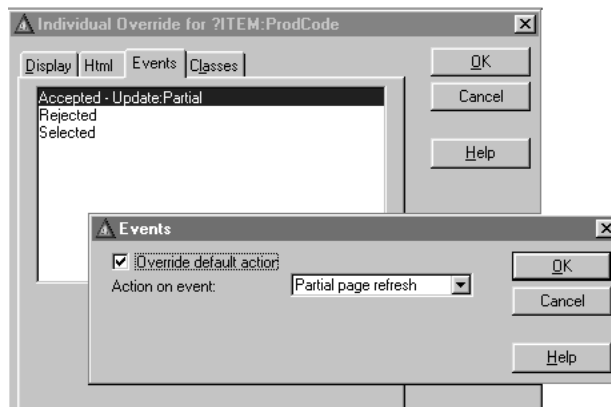 Individual Override for ?ITEM:ProdCode
Display Html Events Classes
OK
Cancel
Help
Accepted - Update:Partial
Rejected
Selected
Events
Override default action
Action on event: Partial page refresh
OK
Cancel
Help